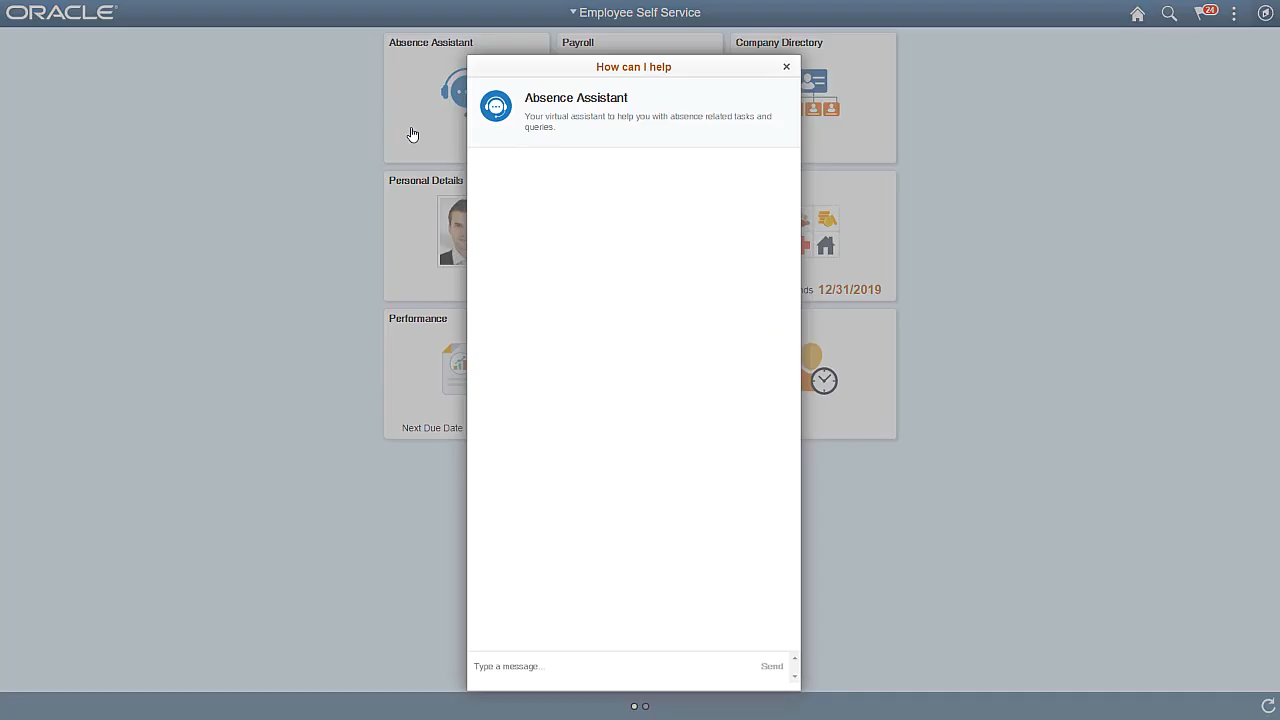 ORACLE
Employee Self Service
24
Absence Assistant
Payroll
Company Directory
How can I help
×
Absence Assistant
Your virtual assistant to help you with absence related tasks and
queries.
Personal Details
12/31/2019
Performance
Next Due Date
Type a message...
Send